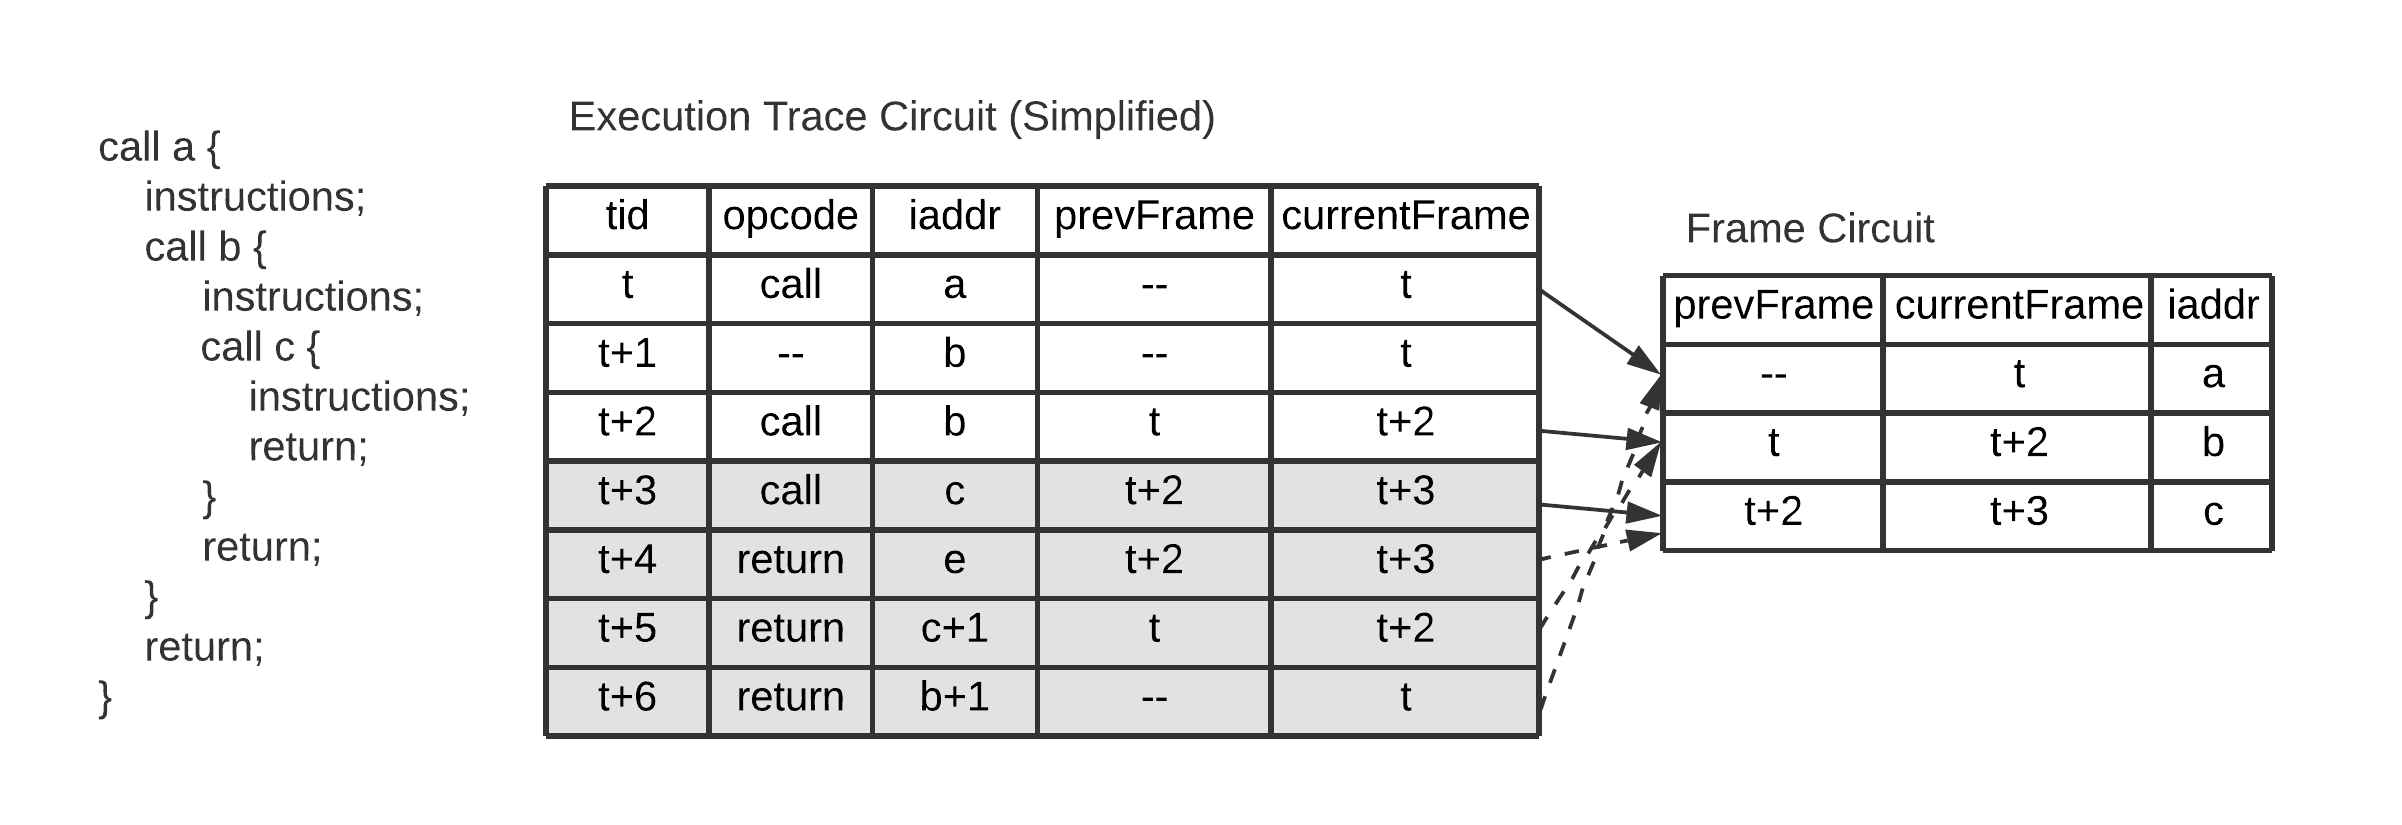 call a {
instructions;
call b {
instructions;
call c {
instructions;
return;
}
return;
}
return;
}
Execution Trace Circuit (Simplified)
tid opcode iaddr prevFrame currentFrame
t call a -- t
t+1 -- b -- t
t+2 call b t t+2
t+3 call c t+2 t+3
t+4 return e t+2 t+3
t+5 return c+1 t t+2
t+6 return b+1 -- t
Frame Circuit
prevFrame currentFrame iaddr
-- t a
t t+2 b
t+2 t+3 c